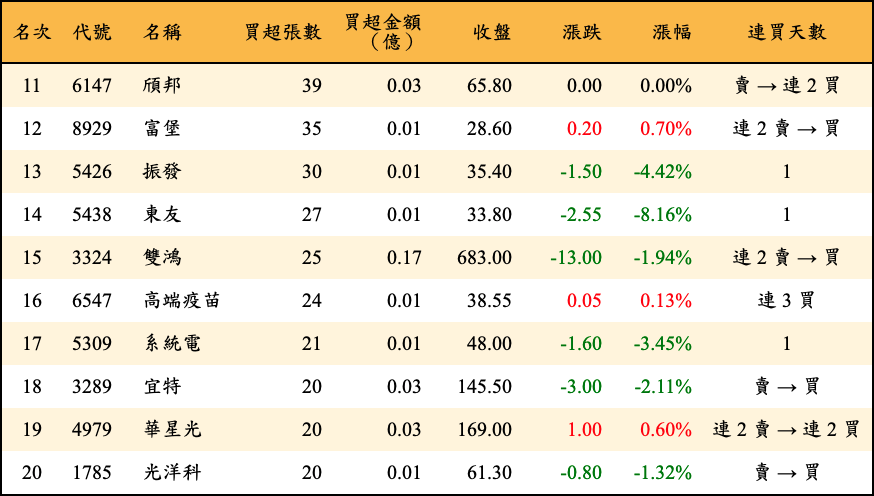 名次 代號 名稱 買超張數 買超金額（億） 收盤 漲跌 漲幅 連買天數
11 6147 頎邦 39 0.03 65.80 0.00 0.00% 賣 → 連 2 買
12 8929 富堡 35 0.01 28.60 0.20 0.70% 連 2 賣 → 買
13 5426 振發 30 0.01 35.40 -1.50 -4.42% 1
14 5438 東友 27 0.01 33.80 -2.55 -8.16% 1
15 3324 雙鴻 25 0.17 683.00 -13.00 -1.94% 連 2 賣 → 買
16 6547 高端疫苗 24 0.01 38.55 0.05 0.13% 連 3 買
17 5309 系統電 21 0.01 48.00 -1.60 -3.45% 1
18 3289 宜特 20 0.03 145.50 -3.00 -2.11% 賣 → 買
19 4979 華星光 20 0.03 169.00 1.00 0.60% 連 2 賣 → 連 2 買
20 1785 光洋科 20 0.01 61.30 -0.80 -1.32% 賣 → 買